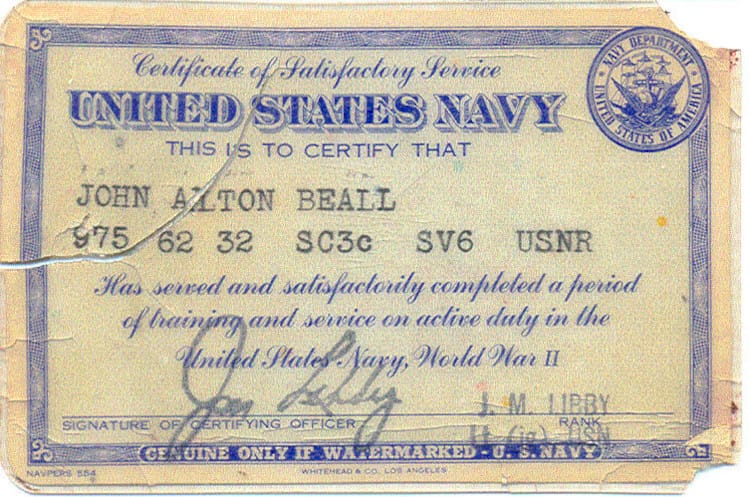 Certificate of Satisfactory Service
UNITED STATES NAVY
NAVY DEPARTMENT
UNITED STATES OF AMERICA
THIS IS TO CERTIFY THAT
JOHN ALTON BEALL
975 62 32 SC3c SV6 USNR
Has served and satisfactorily completed a period
of training and service on active duty in the
United States Navy, World War II
J. M. LIBBY
SIGNATURE OF CERTIFYING OFFICER RANK
Lt (jg) USN
GENUINE ONLY IF WATERMARKED - U. S. NAVY
NAVPERS 554
WHITEHEAD & CO. LOS ANGELES